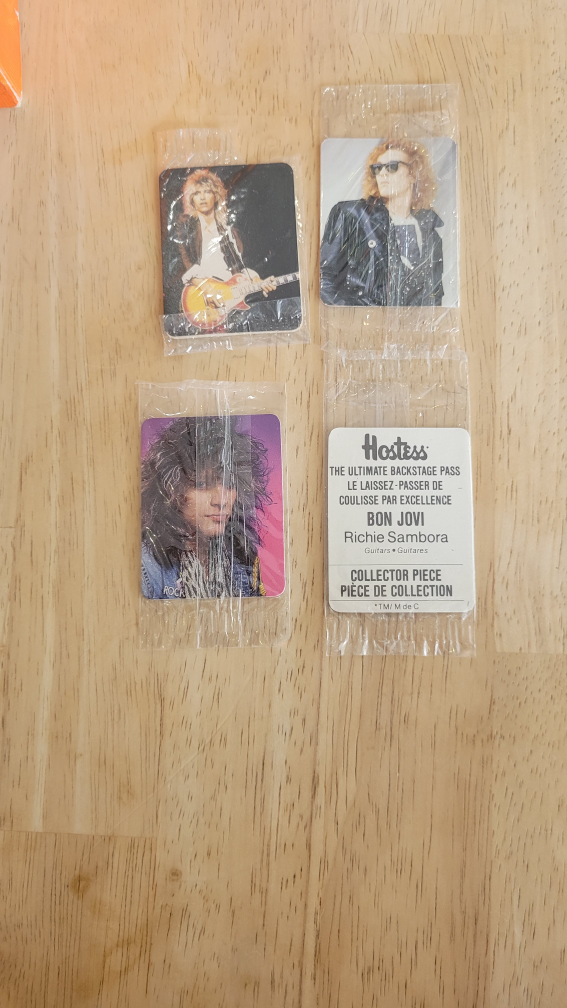 ROCK
Hostess*
THE ULTIMATE BACKSTAGE PASS
LE LAISSEZ-PASSER DE
COULISSE PAR EXCELLENCE
BON JOVI
Richie Sambora
Guitars • Guitares
COLLECTOR PIECE
PIÈCE DE COLLECTION
*TM/M de C